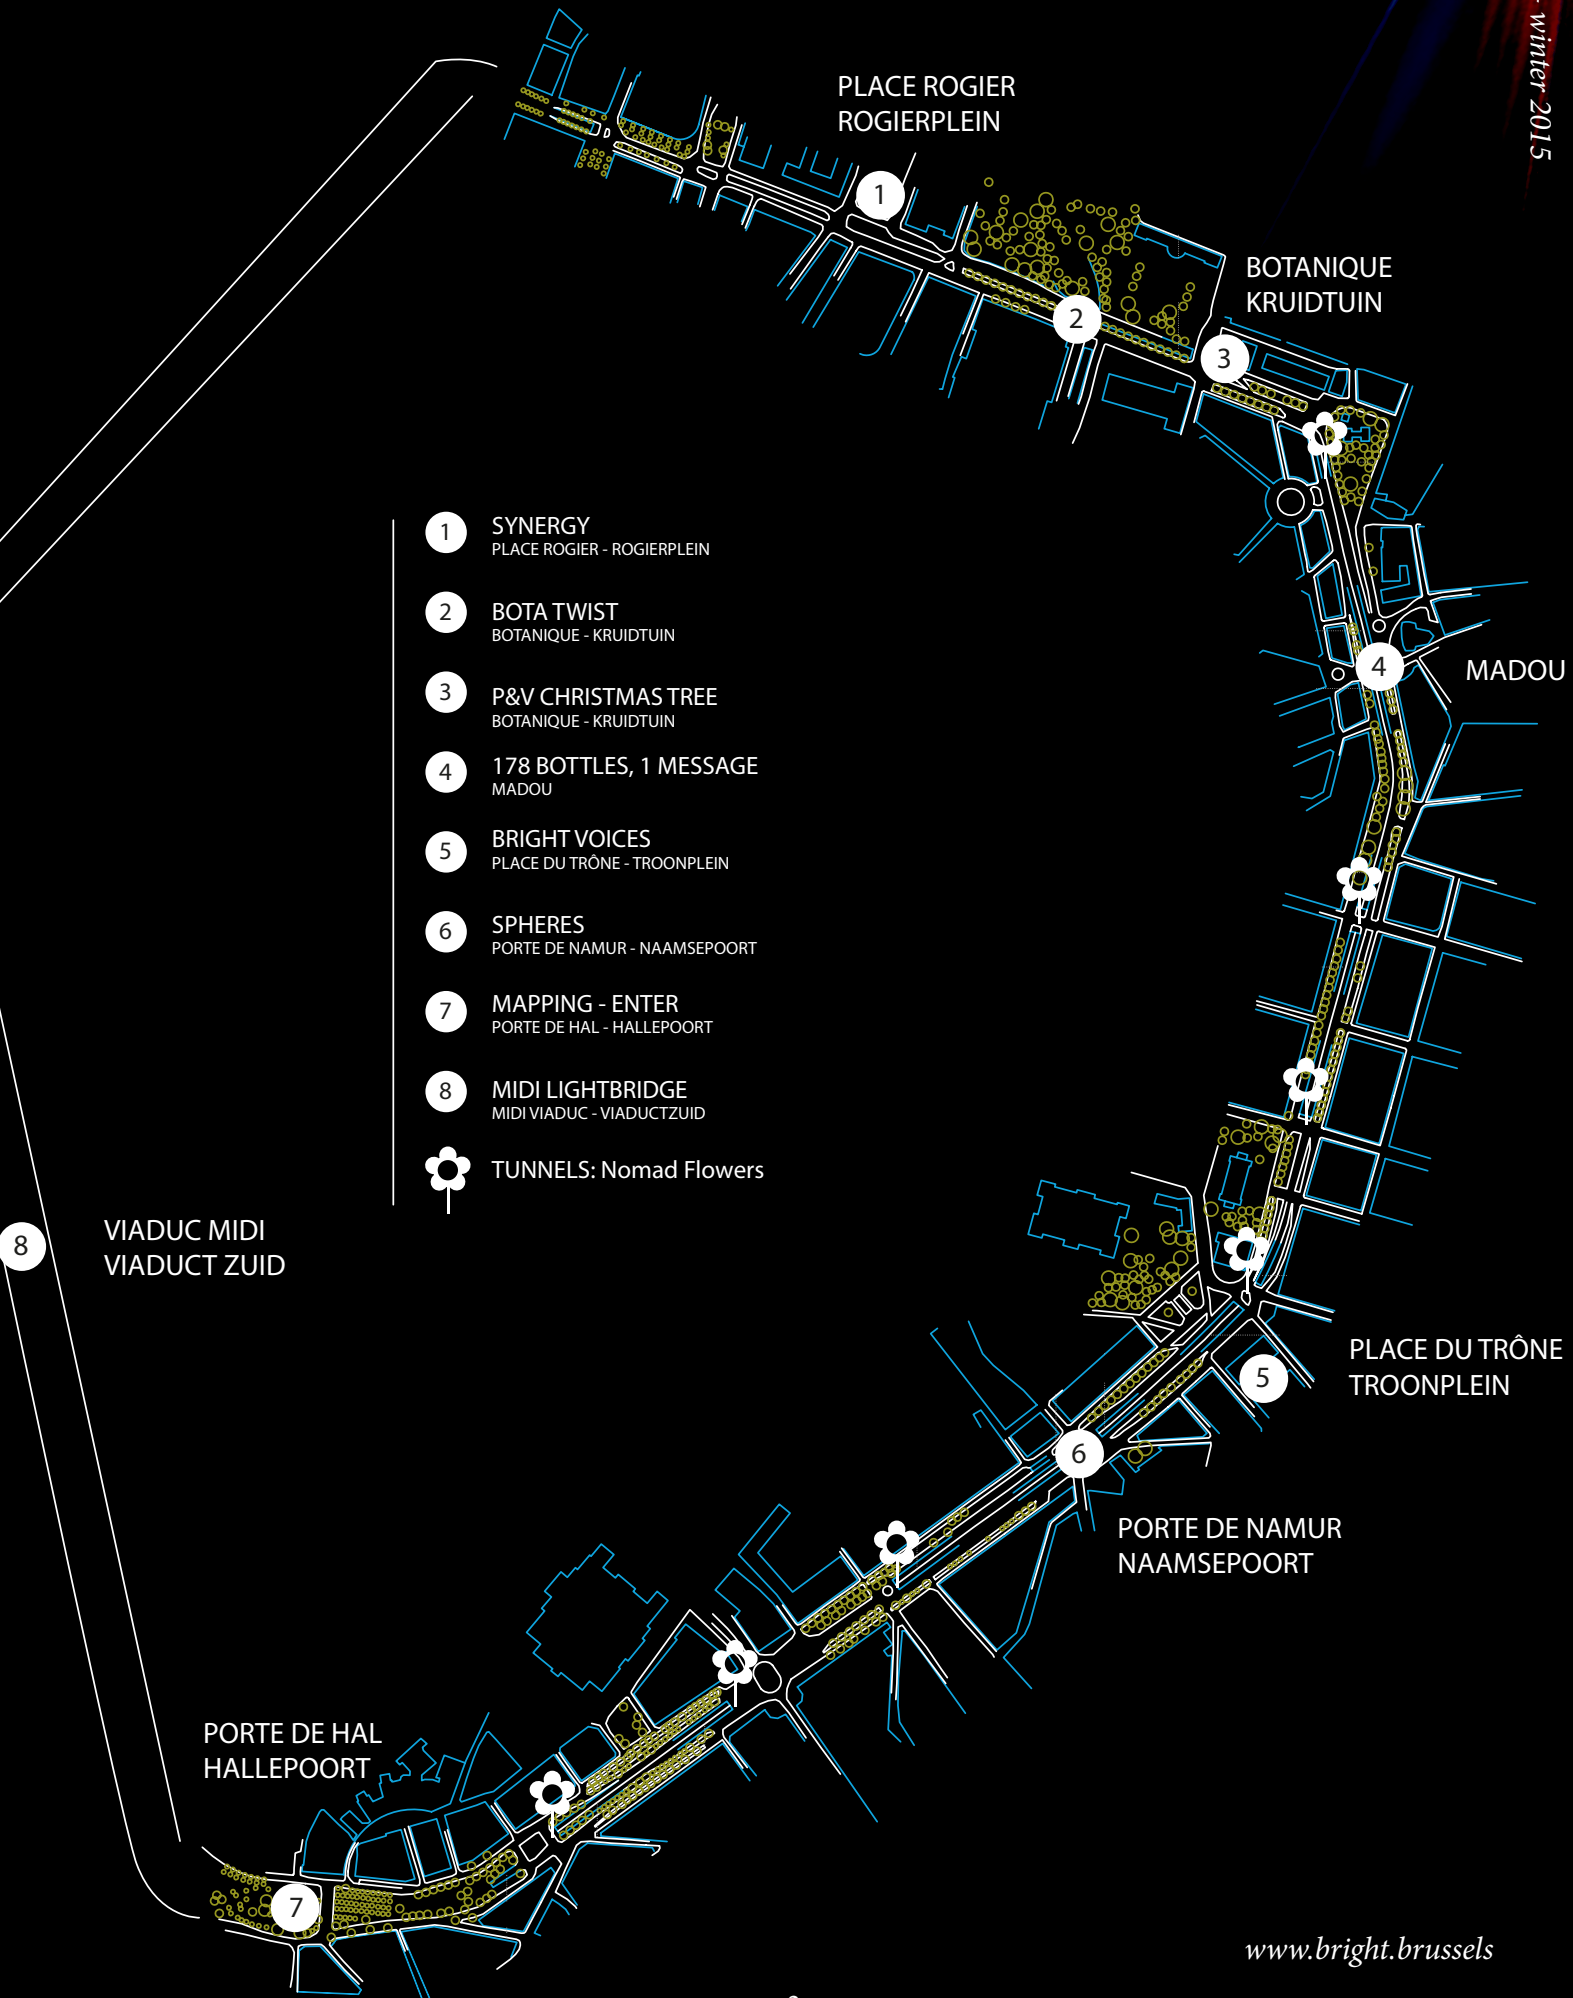 - winter 2015
PLACE ROGIER
ROGIERPLEIN
1
2
BOTANIQUE
KRUIDTUIN
3
4
MADOU
1
SYNERGY
PLACE ROGIER - ROGIERPLEIN
2
BOTA TWIST
BOTANIQUE - KRUIDTUIN
3
P&V CHRISTMAS TREE
BOTANIQUE - KRUIDTUIN
4
178 BOTTLES, 1 MESSAGE
MADOU
5
BRIGHT VOICES
PLACE DU TRÔNE - TROONPLEIN
6
SPHERES
PORTE DE NAMUR - NAAMSEPOORT
7
MAPPING - ENTER
PORTE DE HAL - HALLEPOORT
8
MIDI LIGHTBRIDGE
MIDI VIADUC - VIADUCTZUID
TUNNELS: Nomad Flowers
8
VIADUC MIDI
VIADUCT ZUID
PLACE DU TRÔNE
TROONPLEIN
5
6
PORTE DE NAMUR
NAAMSEPOORT
PORTE DE HAL
HALLEPOORT
7
www.bright.brussels